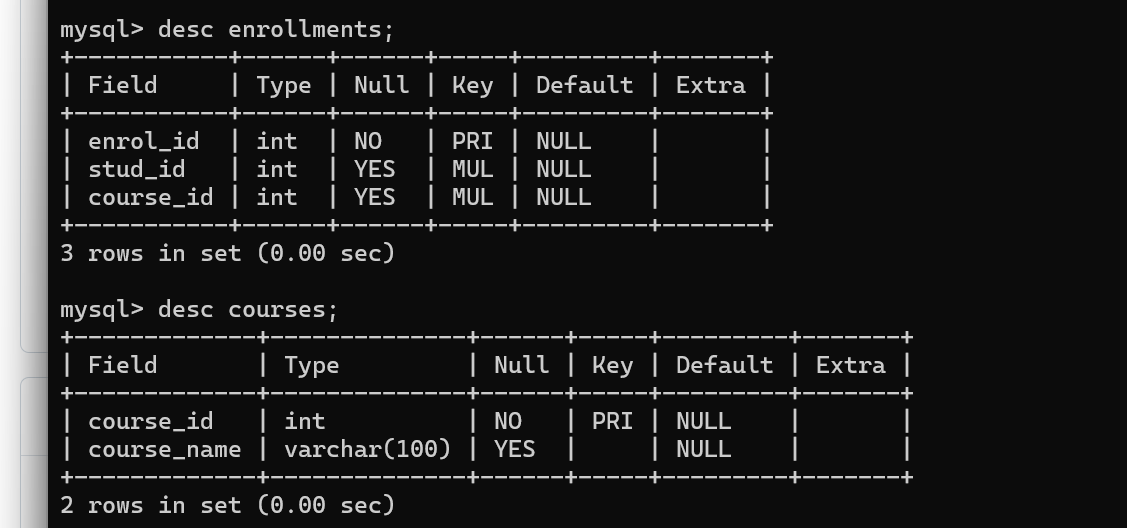 mysql> desc enrollments;
+-----------+------+------+-----+---------+-------+
| Field     | Type | Null | Key | Default | Extra |
+-----------+------+------+-----+---------+-------+
| enrol_id  | int  | NO   | PRI | NULL    |       |
| stud_id   | int  | YES  | MUL | NULL    |       |
| course_id | int  | YES  | MUL | NULL    |       |
+-----------+------+------+-----+---------+-------+
3 rows in set (0.00 sec)

mysql> desc courses;
+-------------+--------------+------+-----+---------+-------+
| Field       | Type         | Null | Key | Default | Extra |
+-------------+--------------+------+-----+---------+-------+
| course_id   | int          | NO   | PRI | NULL    |       |
| course_name | varchar(100) | YES  |     | NULL    |       |
+-------------+--------------+------+-----+---------+-------+
2 rows in set (0.00 sec)